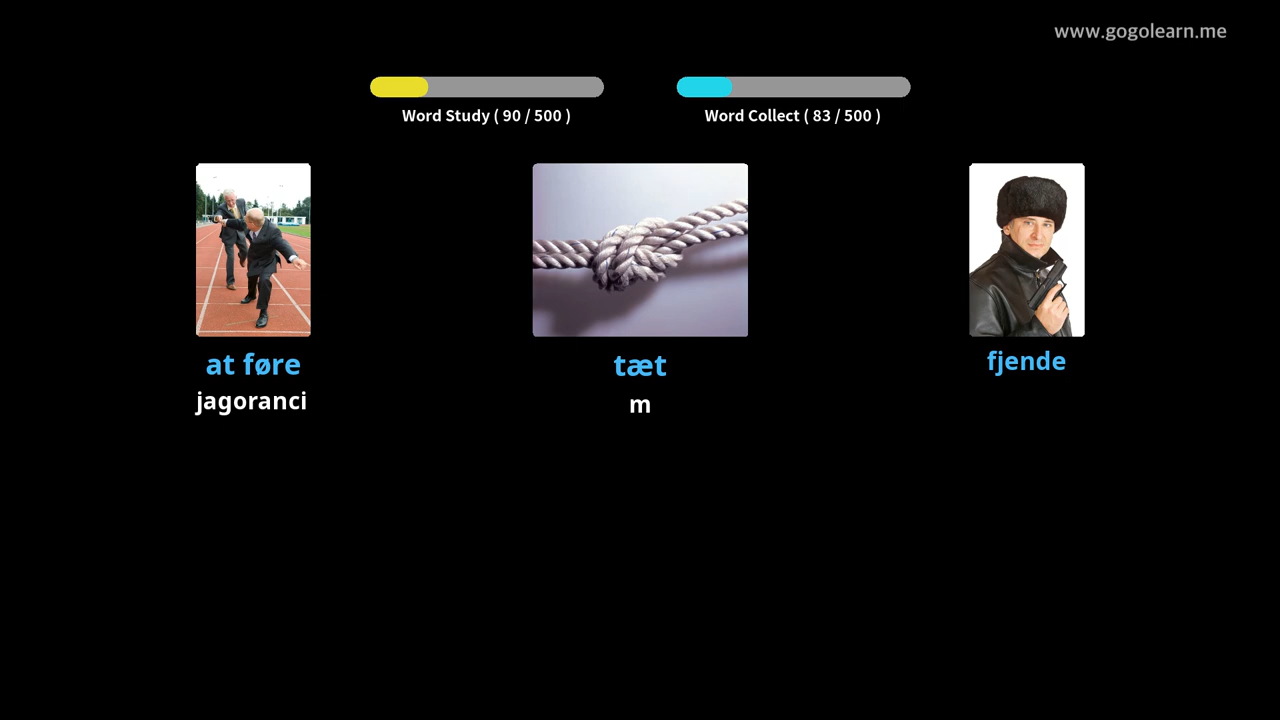 www.gogolearn.me
Word Study ( 90 / 500 )
Word Collect ( 83 / 500 )
at føre
tæt
fjende
jagoranci
m